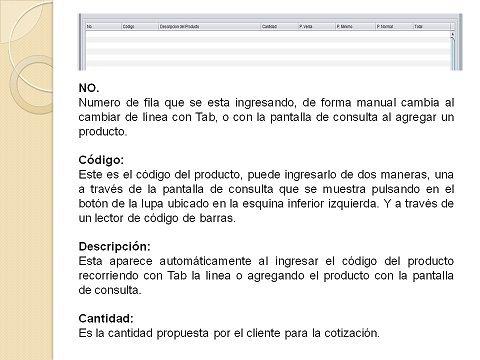 No. Código Descripcion del Producto Cantidad P. Venta P. Mínimo P. Normal Total
NO.
Numero de fila que se esta ingresando, de forma manual cambia al
cambiar de linea con Tab, o con la pantalla de consulta al agregar un
producto.
Código:
Este es el código del producto, puede ingresarlo de dos maneras, una
a través de la pantalla de consulta que se muestra pulsando en el
botón de la lupa ubicado en la esquina inferior izquierda. Y a través de
un lector de código de barras.
Descripción:
Esta aparece automáticamente al ingresar el código del producto
recorriendo con Tab la linea o agregando el producto con la pantalla
de consulta.
Cantidad:
Es la cantidad propuesta por el cliente para la cotización.